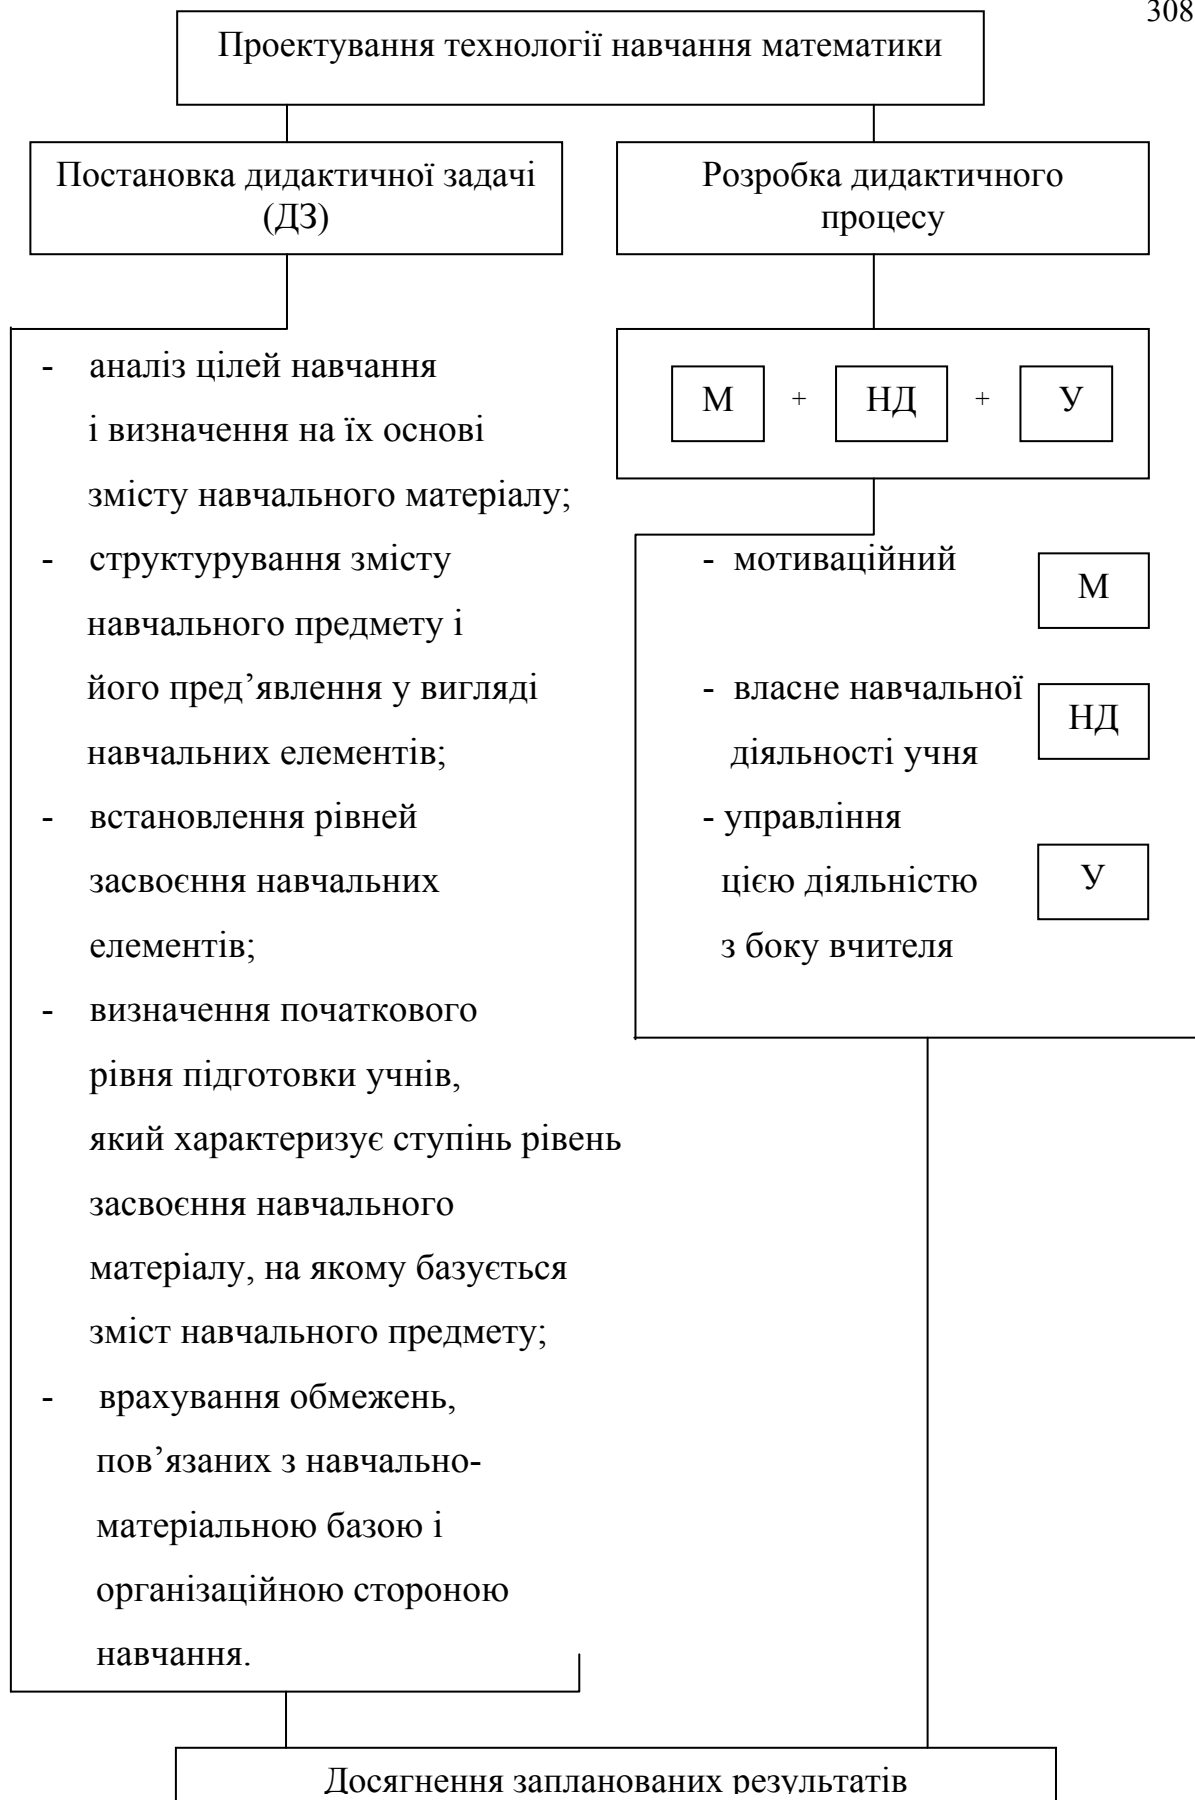 308
Проектування технології навчання математики
Постановка дидактичної задачі
(ДЗ)
Розробка дидактичного
процесу
- аналіз цілей навчання
і визначення на їх основі
змісту навчального матеріалу;
- структурування змісту
навчального предмету і
його пред’явлення у вигляді
навчальних елементів;
- встановлення рівней
засвоєння навчальних
елементів;
- визначення початкового
рівня підготовки учнів,
який характеризує ступінь рівень
засвоєння навчального
матеріалу, на якому базується
зміст навчального предмету;
- врахування обмежень,
пов’язаних з навчально-
матеріальною базою і
організаційною стороною
навчання.
М + НД + У
- мотиваційний
М
- власне навчальної
діяльності учня
НД
- управління
цією діяльністю
з боку вчителя
У
Досягнення запланованих результатів